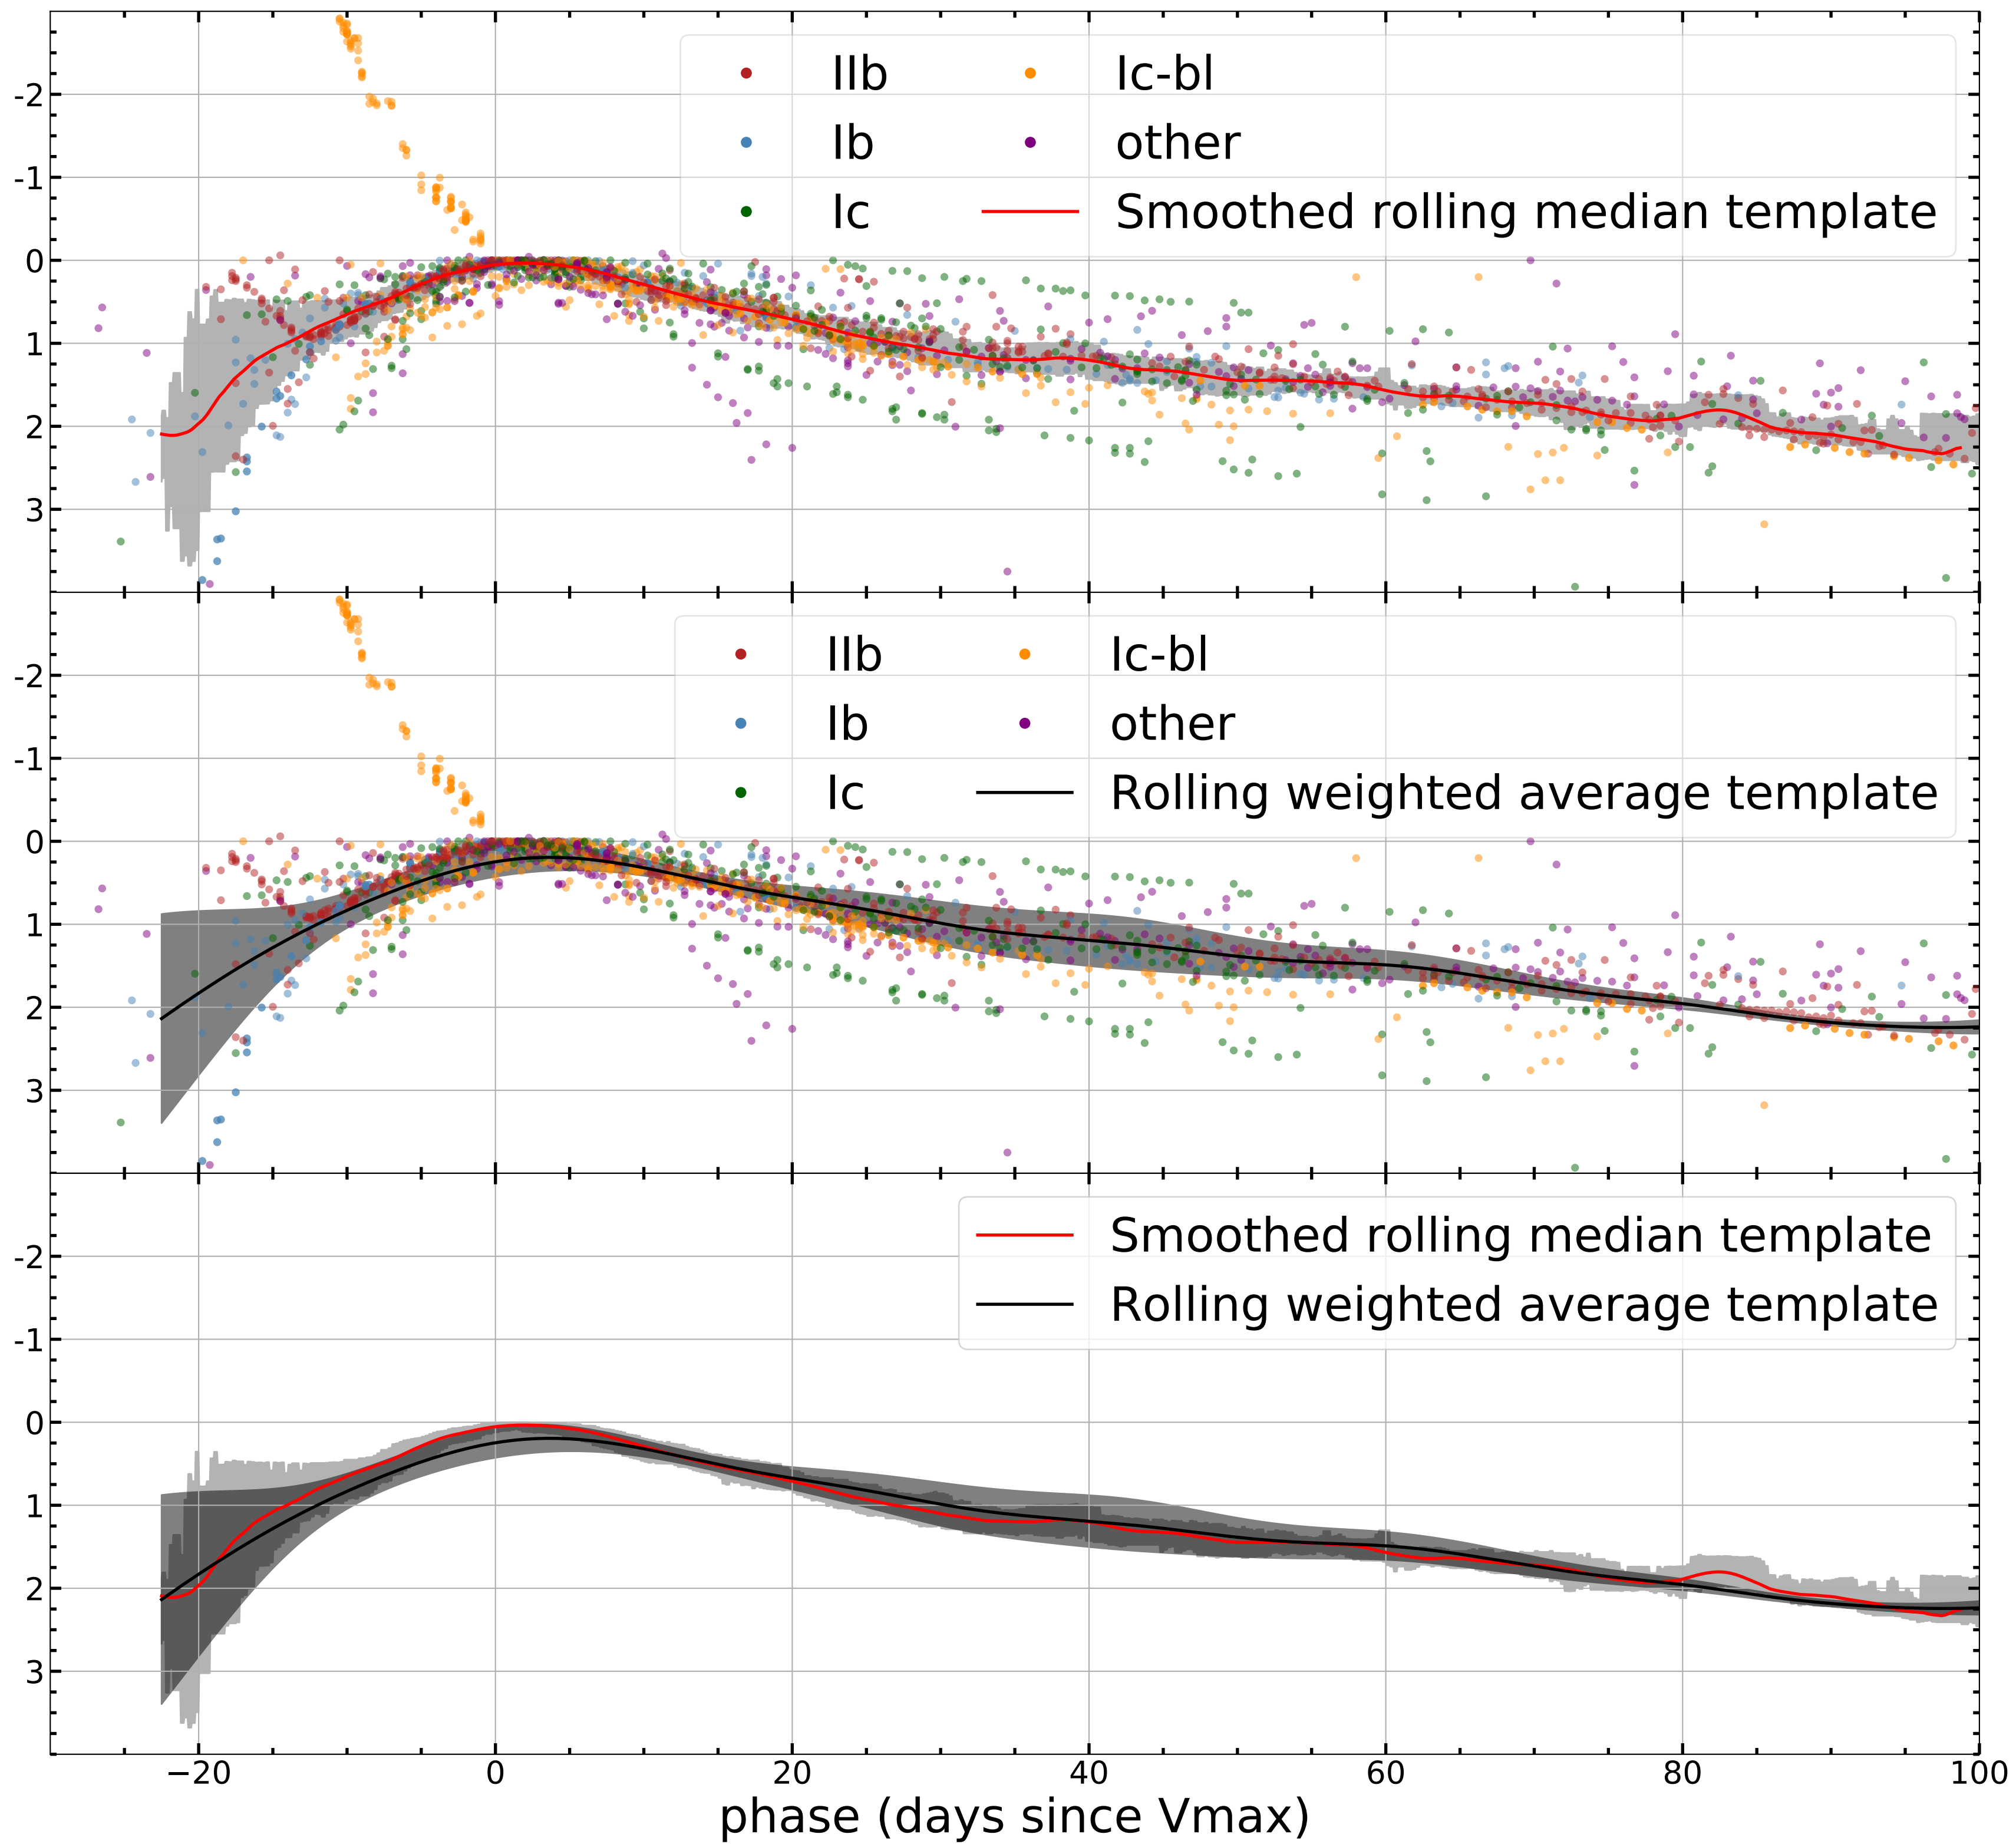 -2
-1
0
1
2
3
IIb
Ib
Ic
Ic-bl
other
Smoothed rolling median template
-2
-1
0
1
2
3
IIb
Ib
Ic
Ic-bl
other
Rolling weighted average template
-2
-1
0
1
2
3
Smoothed rolling median template
Rolling weighted average template
−20 0 20 40 60 80 100
phase (days since Vmax)